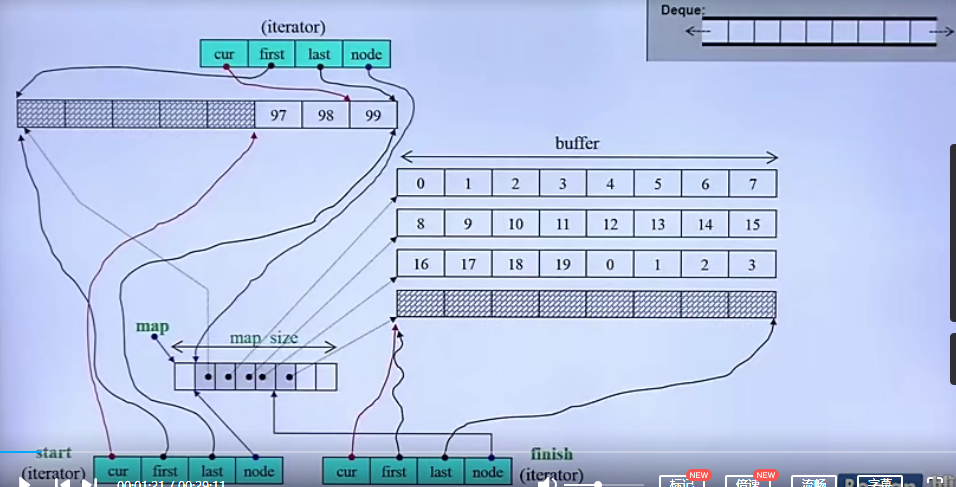 Deque:
(iterator)
cur first last node
97 98 99
buffer
0 1 2 3 4 5 6 7
8 9 10 11 12 13 14 15
16 17 18 19 0 1 2 3
map
map size
start
(iterator)
cur first last node
cur first last node
finish
(iterator)
00:01:21 / 00:29:11
标记 NEW
倍速 NEW
流畅
字幕